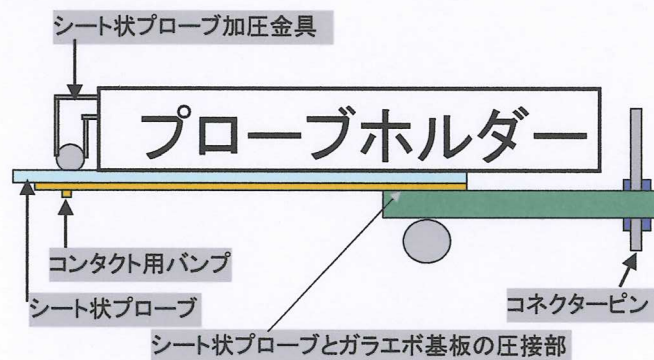 シート状プローブ加圧金具
プローブホルダー
コンタクト用バンプ
シート状プローブ
コネクターピン
シート状プローブとガラエポ基板の圧接部